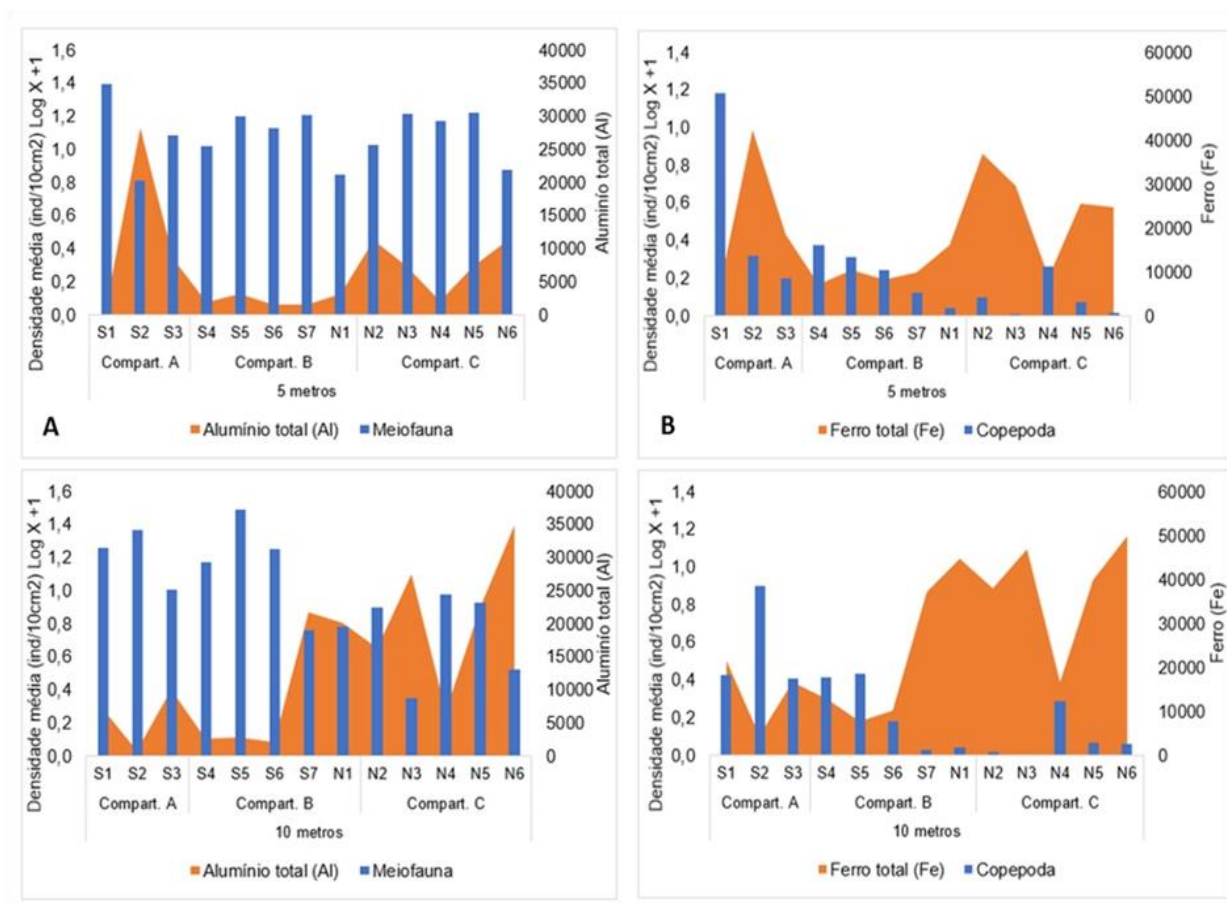 Densidade média (ind/10cm2) Log X +1
1,6
1,4
1,2
1,0
0,8
0,6
0,4
0,2
0,0
40000
35000
30000
25000
20000
15000
10000
5000
0
Alumínio total (Al)
S1 S2 S3 S4 S5 S6 S7 N1 N2 N3 N4 N5 N6
Compart. A Compart. B Compart. C
5 metros
A
Alumínio total (Al) Meiofauna
Densidade média (ind/10cm2) Log X +1
1,4
1,2
1,0
0,8
0,6
0,4
0,2
0,0
60000
50000
40000
30000
20000
10000
0
Ferro (Fe)
S1 S2 S3 S4 S5 S6 S7 N1 N2 N3 N4 N5 N6
Compart. A Compart. B Compart. C
5 metros
B
Ferro total (Fe) Copepoda
Densidade média (ind/10cm2) Log X +1
1,6
1,4
1,2
1,0
0,8
0,6
0,4
0,2
0,0
40000
35000
30000
25000
20000
15000
10000
5000
0
Alumínio total (Al)
S1 S2 S3 S4 S5 S6 S7 N1 N2 N3 N4 N5 N6
Compart. A Compart. B Compart. C
10 metros
Alumínio total (Al) Meiofauna
Densidade média (ind/10cm2) Log X +1
1,4
1,2
1,0
0,8
0,6
0,4
0,2
0,0
60000
50000
40000
30000
20000
10000
0
Ferro (Fe)
S1 S2 S3 S4 S5 S6 S7 N1 N2 N3 N4 N5 N6
Compart. A Compart. B Compart. C
10 metros
Ferro total (Fe) Copepoda